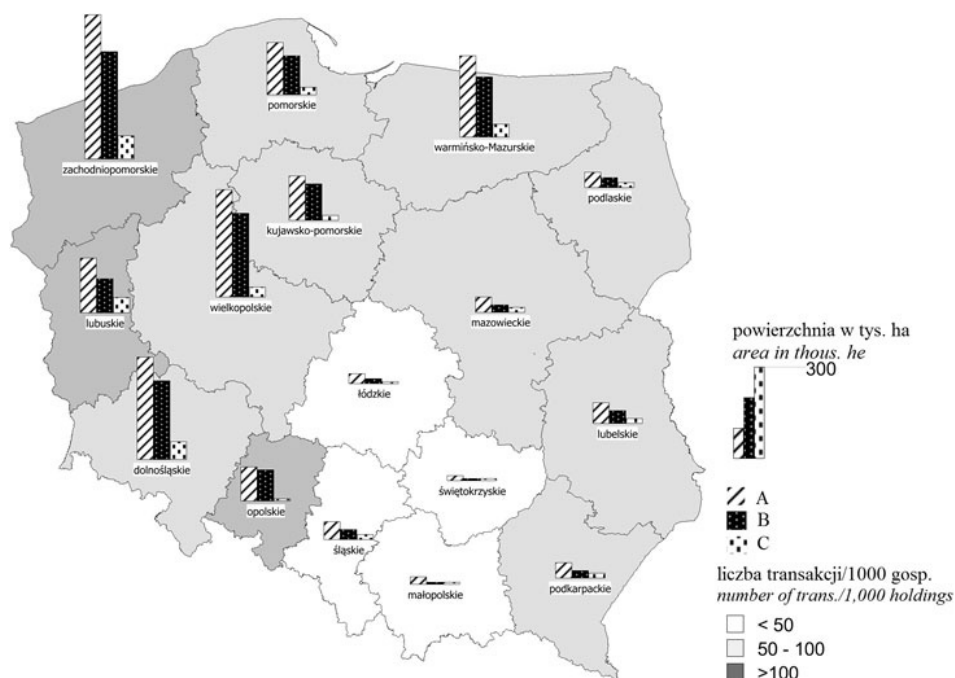 pomorskie
warmińsko-Mazurskie
zachodniopomorskie
podlaskie
kujawsko-pomorskie
wielkopolskie
mazowieckie
lubuskie
powierzchnia w tys. ha
area in thous. he
300
łódzkie
lubelskie
dolnośląskie
świętokrzyskie
opolskie
A
B
C
śląskie
małopolskie
podkarpackie
liczba transakcji/1000 gosp.
number of trans./1,000 holdings
< 50
50 - 100
>100